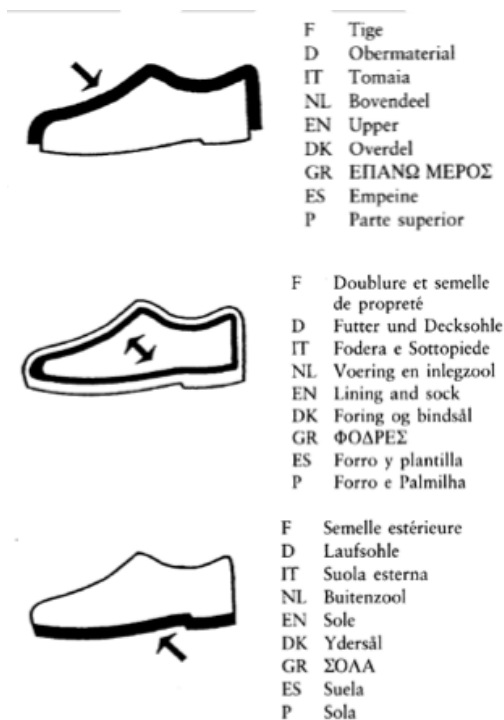 F Tige
D Obermaterial
IT Tomaia
NL Bovendeel
EN Upper
DK Overdel
GR ΕΠΑΝΩ ΜΕΡΟΣ
ES Empeine
P Parte superior
F Doublure et semelle
de propreté
D Futter und Decksohle
IT Fodera e Sottopiede
NL Voering en inlegzool
EN Lining and sock
DK Foring og bindsål
GR ΦΟΔΡΕΣ
ES Forro y plantilla
P Forro e Palmilha
F Semelle estérieure
D Laufsohle
IT Suola esterna
NL Buitenzool
EN Sole
DK Ydersål
GR ΣΟΛΑ
ES Suela
P Sola